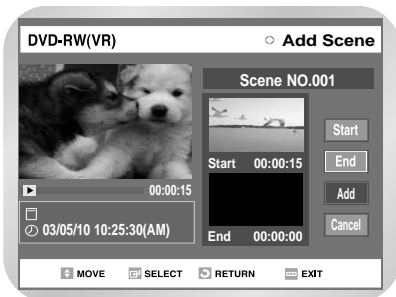 DVD-RW(VR) Add Scene
Scene NO.001
Start 00:00:15
End 00:00:00
Start
End
Add
Cancel
00:00:15
03/05/10 10:25:30(AM)
MOVE SELECT RETURN EXIT